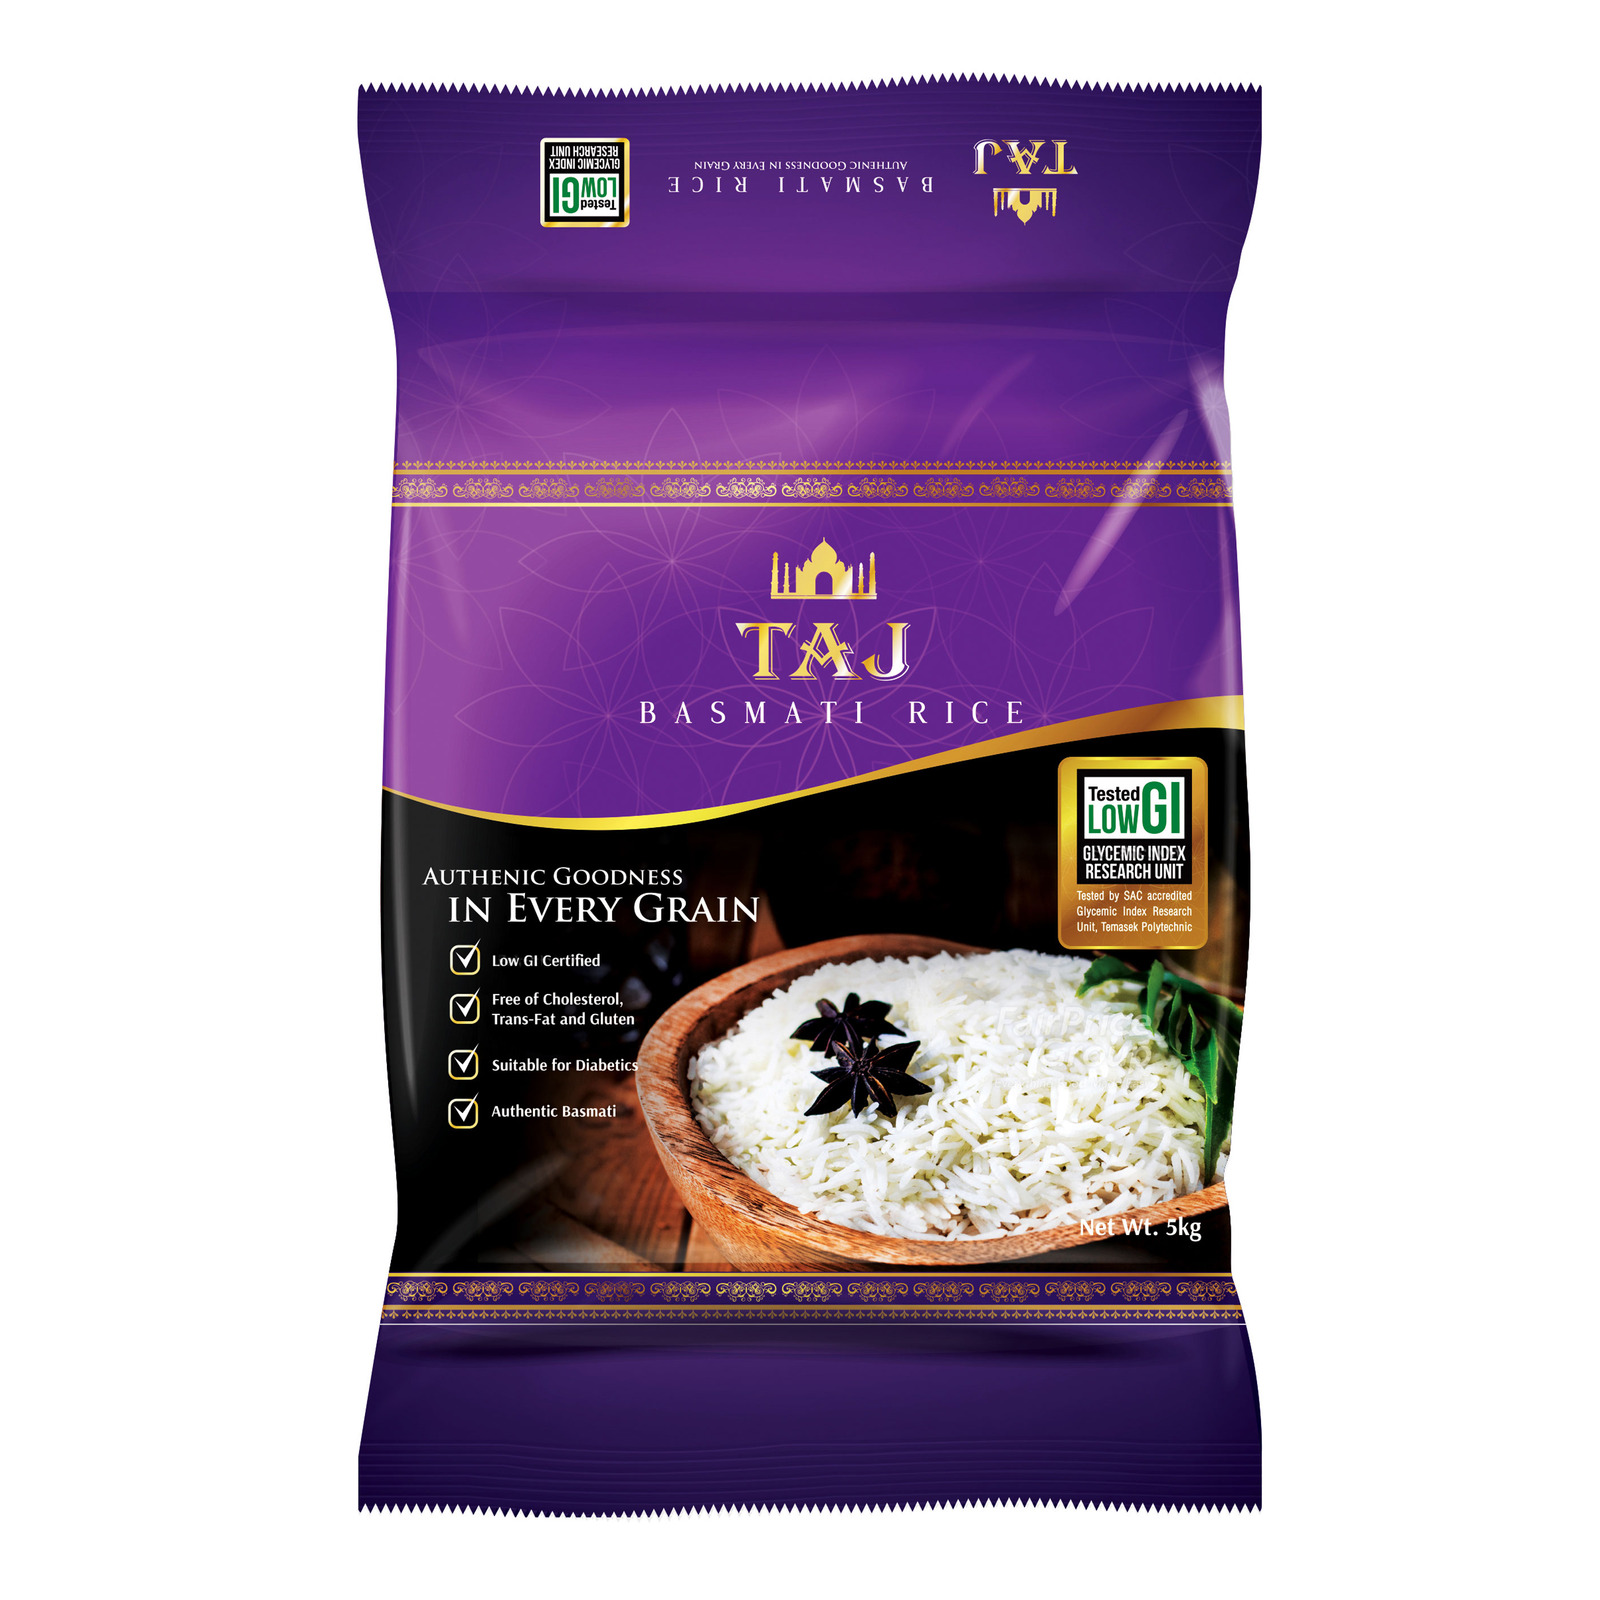 TAJ
BASMATI RICE
AUTHENTIC GOODNESS IN EVERY GRAIN
Tested
LOW GI
GLYCEMIC INDEX
RESEARCH UNIT
TAJ
BASMATI RICE
Tested
LOW GI
GLYCEMIC INDEX
RESEARCH UNIT
Tested by SAC accredited
Glycemic Index Research
Unit, Temasek Polytechnic
AUTHENIC GOODNESS
IN EVERY GRAIN
Low GI Certified
Free of Cholesterol,
Trans-Fat and Gluten
Suitable for Diabetics
Authentic Basmati
FairPrice
Group
Net Wt. 5kg